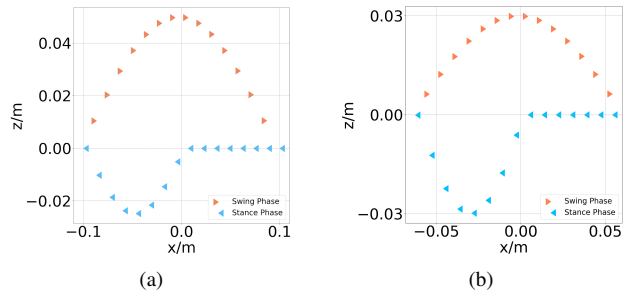 z/m
0.04
0.02
0.00
−0.02
−0.1
0.0
0.1
x/m
Swing Phase
Stance Phase
(a)
z/m
0.03
0.00
−0.03
−0.05
0.00
0.05
x/m
Swing Phase
Stance Phase
(b)